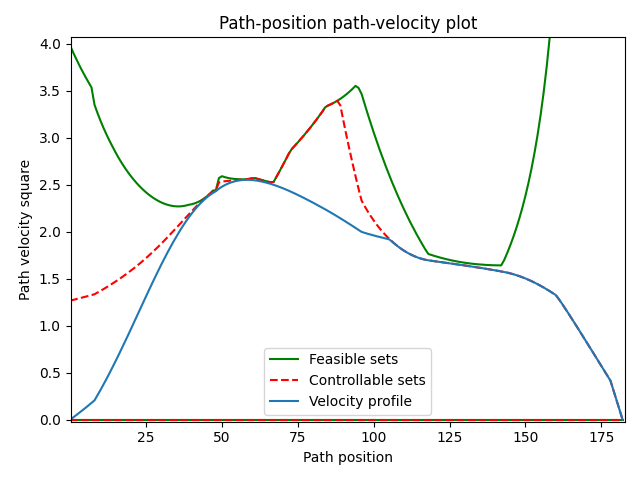 Path-position path-velocity plot
Path velocity square
4.0
3.5
3.0
2.5
2.0
1.5
1.0
0.5
0.0
Feasible sets
Controllable sets
Velocity profile
25 50 75 100 125 150 175
Path position